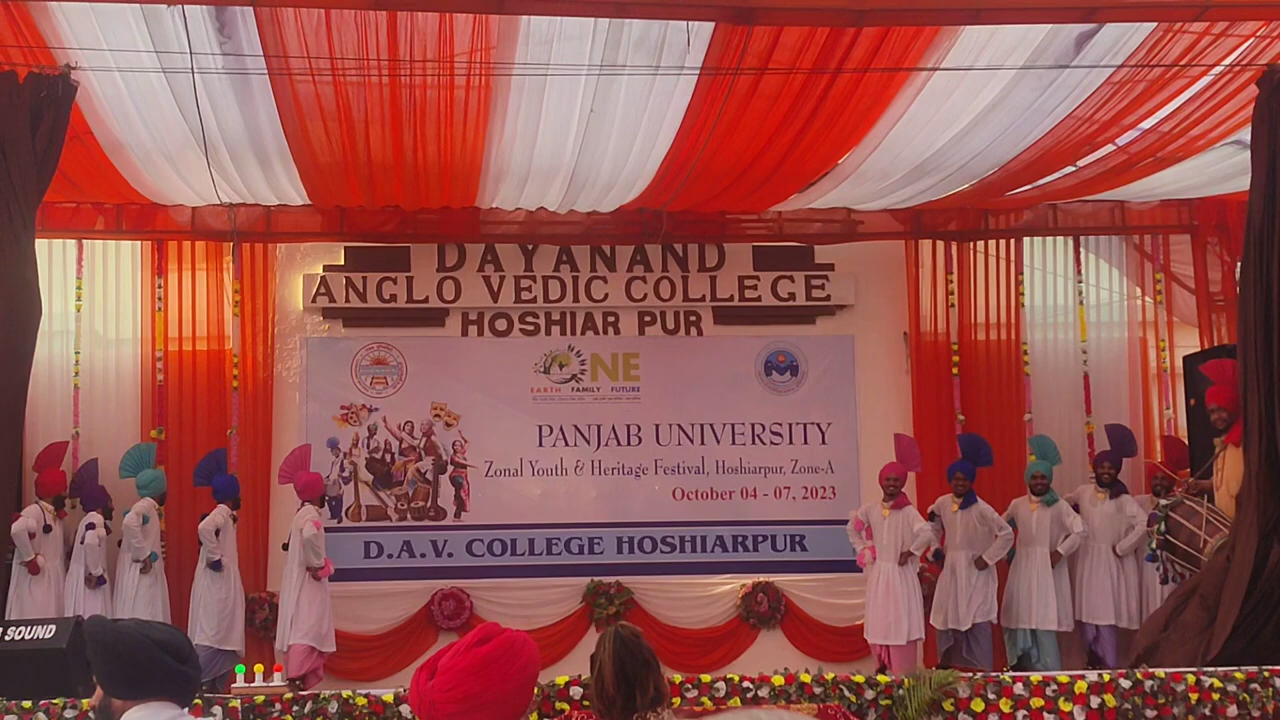 DAYANAND
ANGLO VEDIC COLLEGE
HOSHIAR PUR
ONE
EARTH FAMILY FUTURE
PANJAB UNIVERSITY
Zonal Youth & Heritage Festival, Hoshiarpur, Zone-A
October 04 - 07, 2023
D.A.V. COLLEGE HOSHIARPUR
SOUND